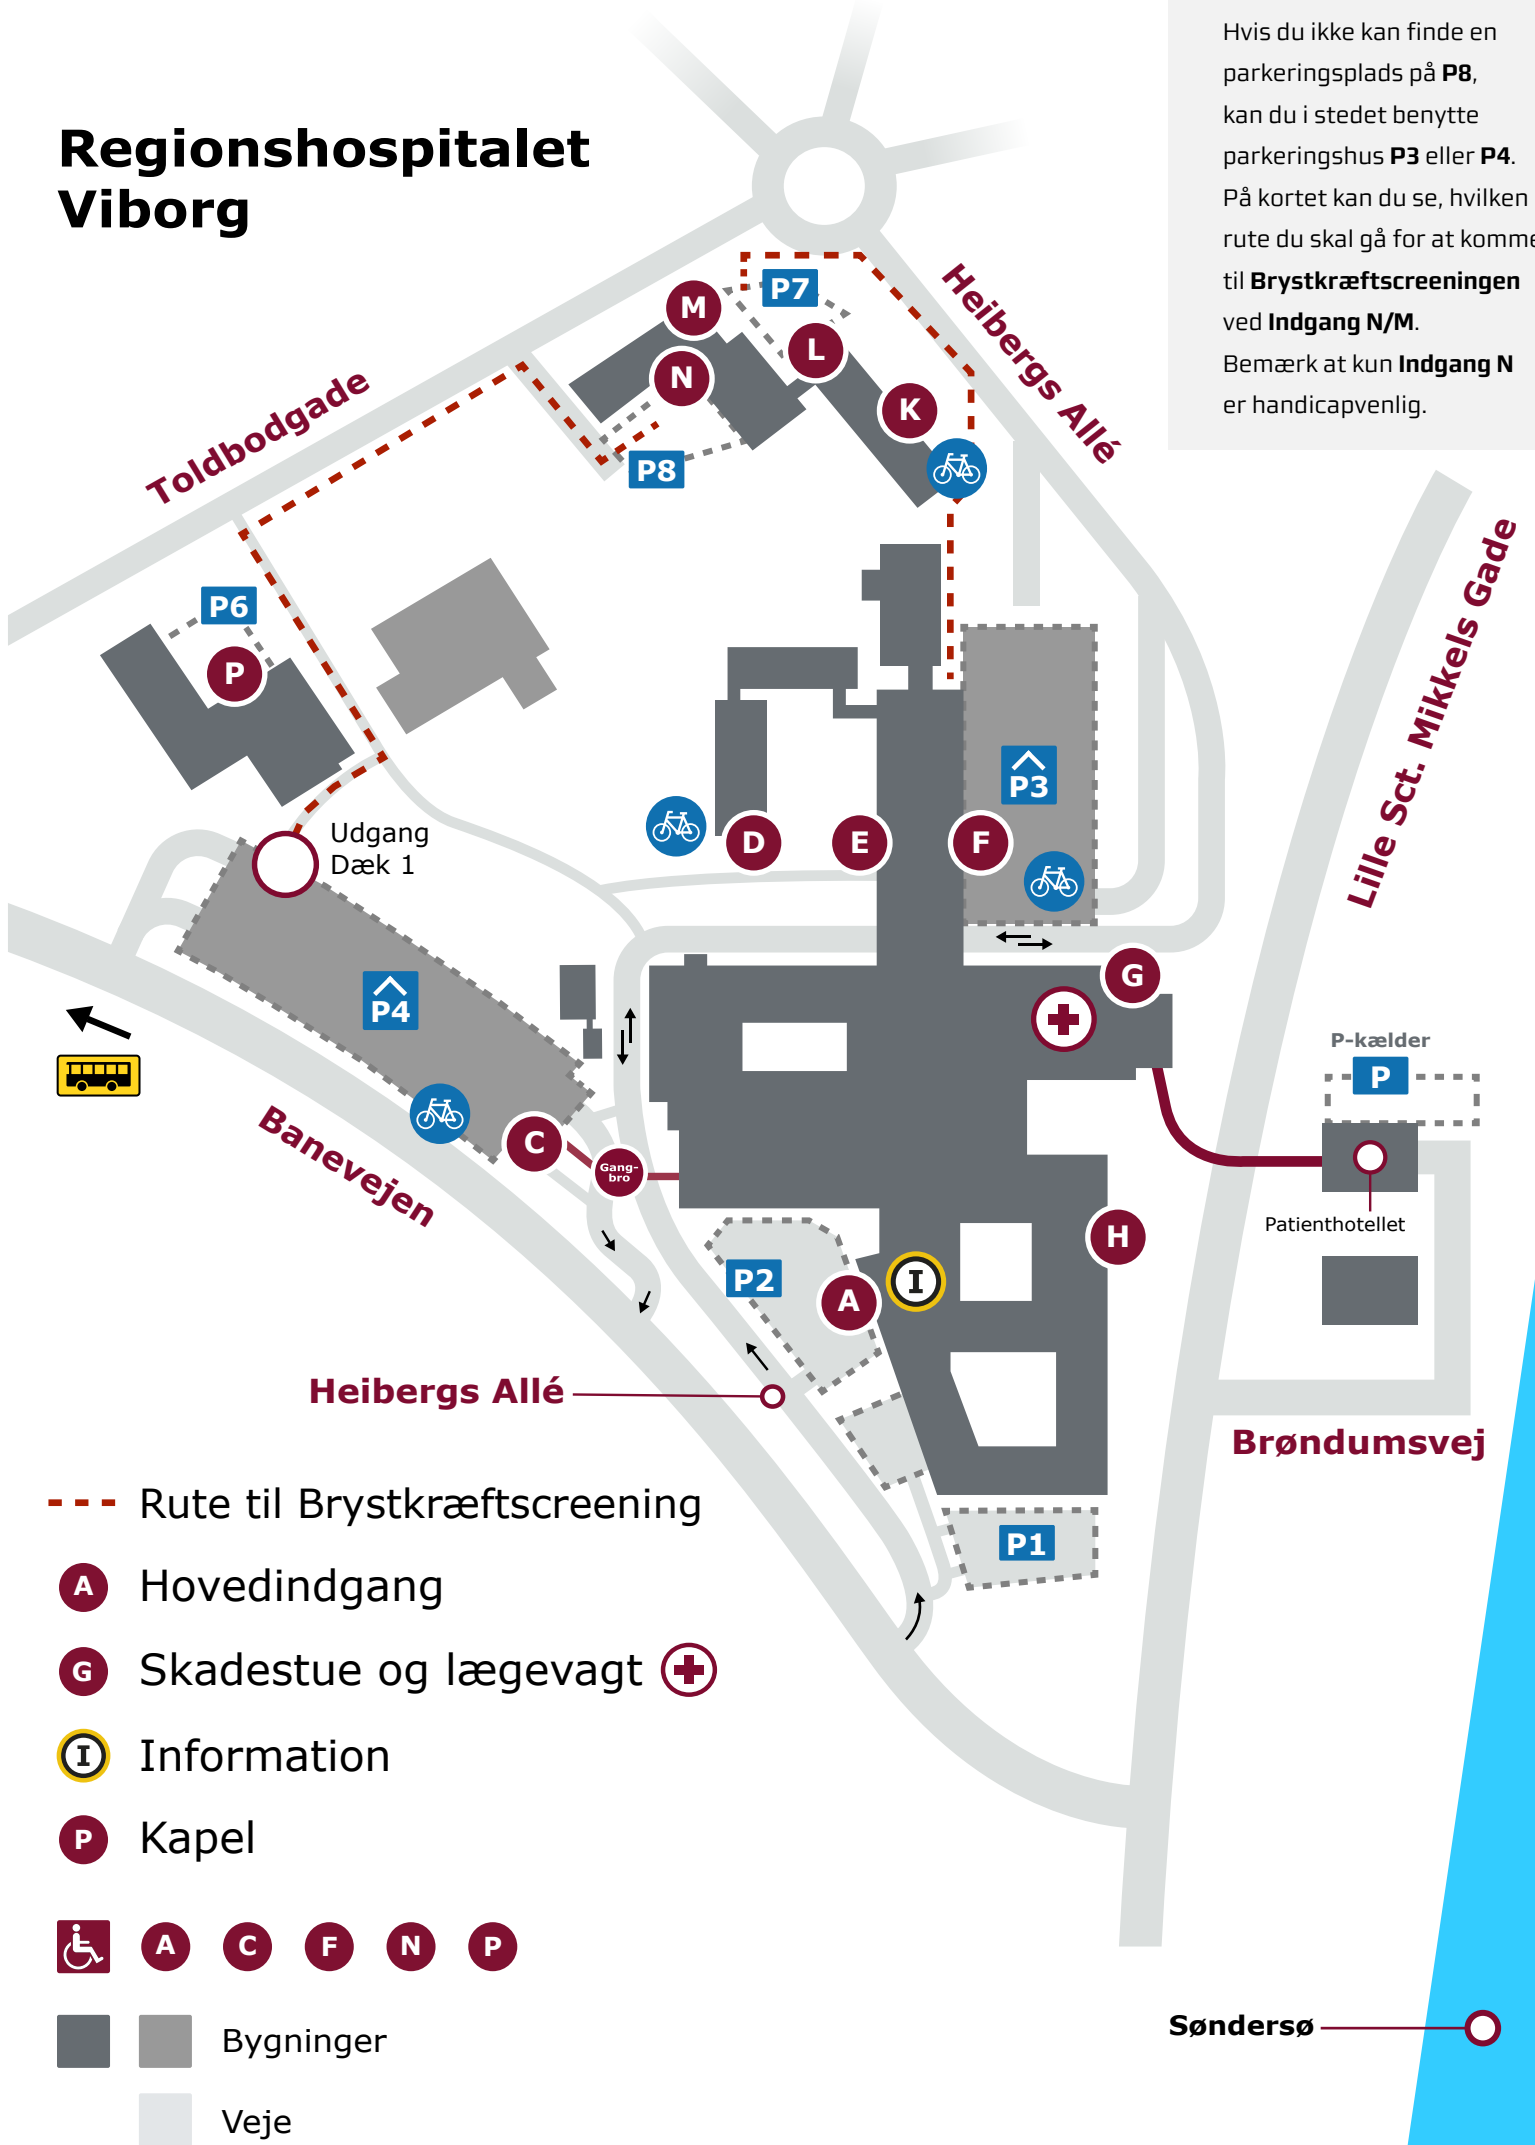 Regionshospitalet
Viborg
Hvis du ikke kan finde en
parkeringsplads på P8,
kan du i stedet benytte
parkeringshus P3 eller P4.
På kortet kan du se, hvilken
rute du skal gå for at komme
til Brystkræftscreeningen
ved Indgang N/M.
Bemærk at kun Indgang N
er handicapvenlig.
P7
M
L
N
K
Heibergs Allé
Toldbodgade
P8
P6
P
Lille Sct. Mikkels Gade
P3
Udgang
Dæk 1
D
E
F
G
P4
P-kælder
P
Banevejen
C
Gang-
bro
Patienthotellet
H
P2
A
I
Heibergs Allé
Brøndumsvej
P1
Rute til Brystkræftscreening
A Hovedindgang
G Skadestue og lægevagt
I Information
P Kapel
A C F N P
Bygninger
Veje
Søndersø